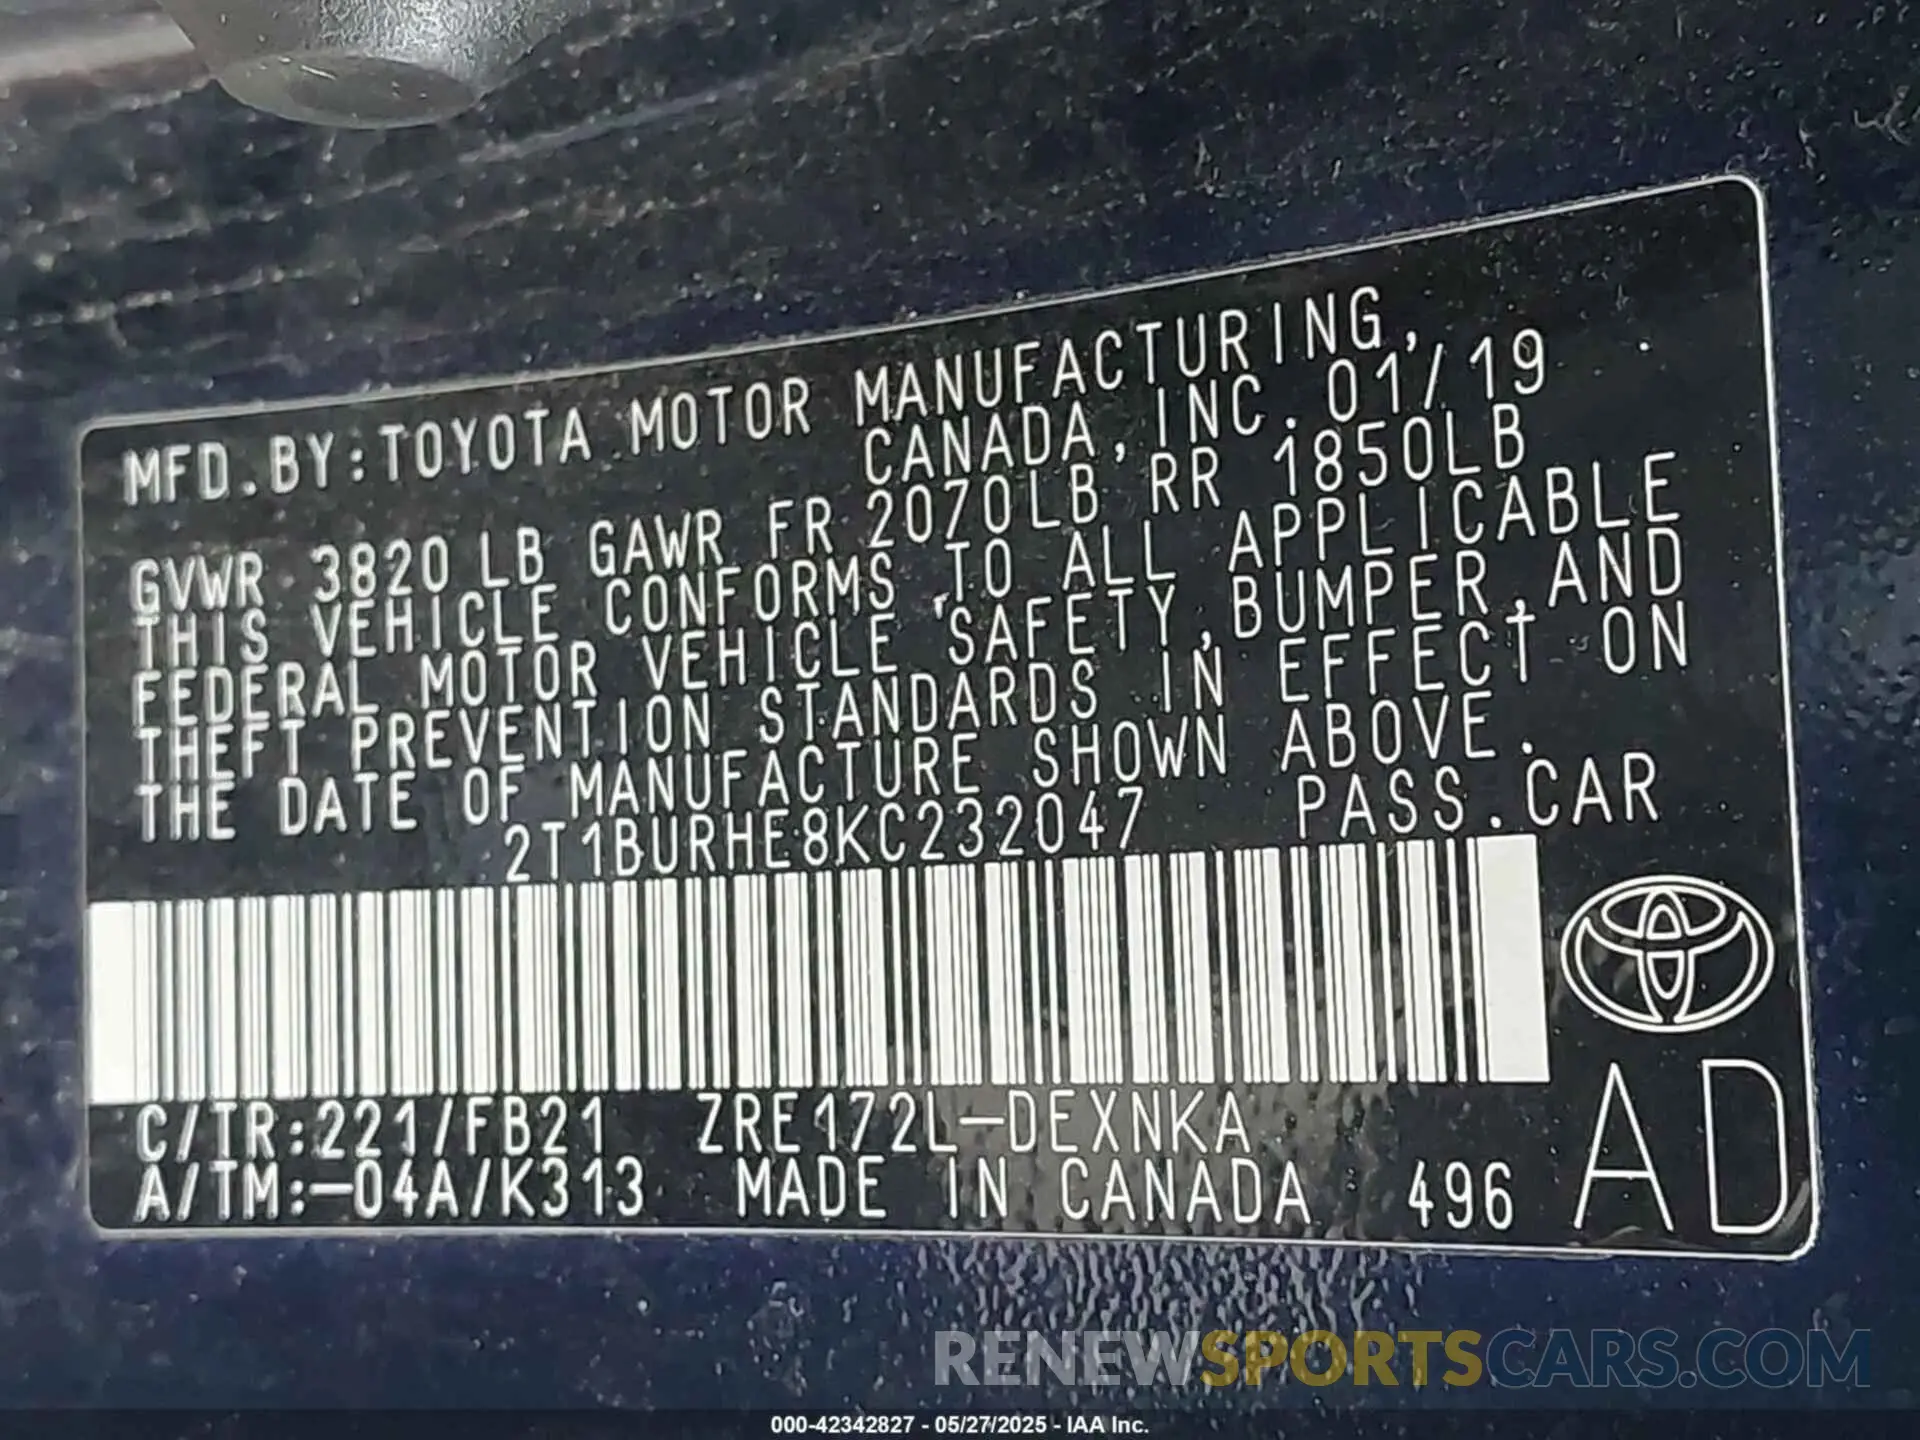 MFD.BY:TOYOTA MOTOR MANUFACTURING,
CANADA,INC. 01/19
GVWR 3820LB GAWR FR 2070LB RR 1850LB
THIS VEHICLE CONFORMS TO ALL APPLICABLE
FEDERAL MOTOR VEHICLE SAFETY,BUMPER,AND
THEFT PREVENTION STANDARDS IN EFFECT ON
THE DATE OF MANUFACTURE SHOWN ABOVE.
2T1BURHE8KC232047 PASS.CAR
C/TR:221/FB21 ZRE172L-DEXNKA
A/TM:-04A/K313 MADE IN CANADA 496
AD
RENEWSPORTSCARS.COM
000-42342827 - 05/27/2025 - IAA Inc.